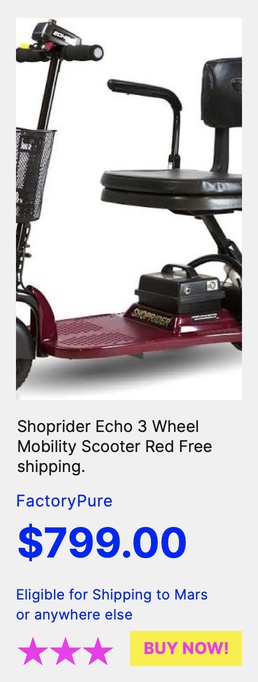 ECHO
SHOPRIDER
Shoprider Echo 3 Wheel
Mobility Scooter Red Free
shipping.
FactoryPure
$799.00
Eligible for Shipping to Mars
or anywhere else
BUY NOW!